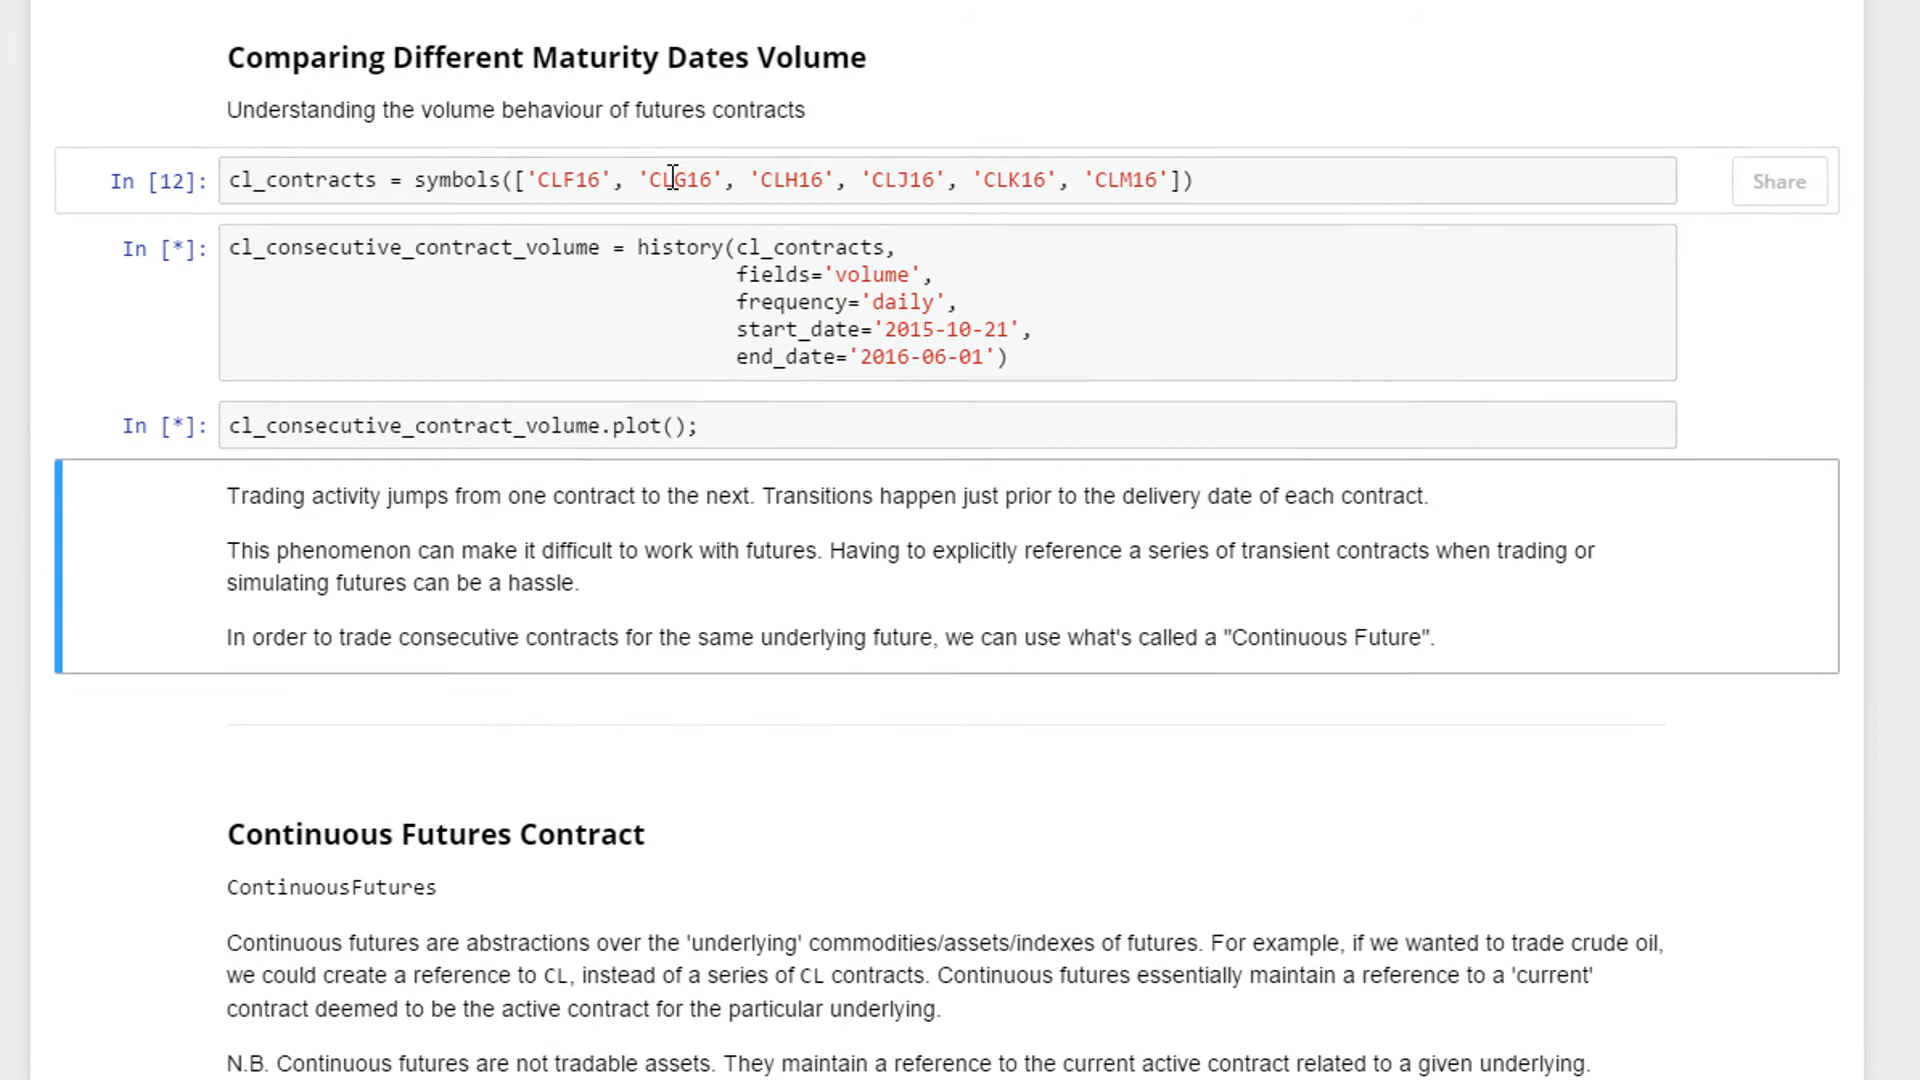 Comparing Different Maturity Dates Volume
Understanding the volume behaviour of futures contracts
In [12]: cl_contracts = symbols(['CLF16', 'CLG16', 'CLH16', 'CLJ16', 'CLK16', 'CLM16'])
Share
In [*]: cl_consecutive_contract_volume = history(cl_contracts,
fields='volume',
frequency='daily',
start_date='2015-10-21',
end_date='2016-06-01')
In [*]: cl_consecutive_contract_volume.plot();
Trading activity jumps from one contract to the next. Transitions happen just prior to the delivery date of each contract.
This phenomenon can make it difficult to work with futures. Having to explicitly reference a series of transient contracts when trading or
simulating futures can be a hassle.
In order to trade consecutive contracts for the same underlying future, we can use what's called a "Continuous Future".
Continuous Futures Contract
ContinuousFutures
Continuous futures are abstractions over the 'underlying' commodities/assets/indexes of futures. For example, if we wanted to trade crude oil,
we could create a reference to CL, instead of a series of CL contracts. Continuous futures essentially maintain a reference to a 'current'
contract deemed to be the active contract for the particular underlying.
N.B. Continuous futures are not tradable assets. They maintain a reference to the current active contract related to a given underlying.